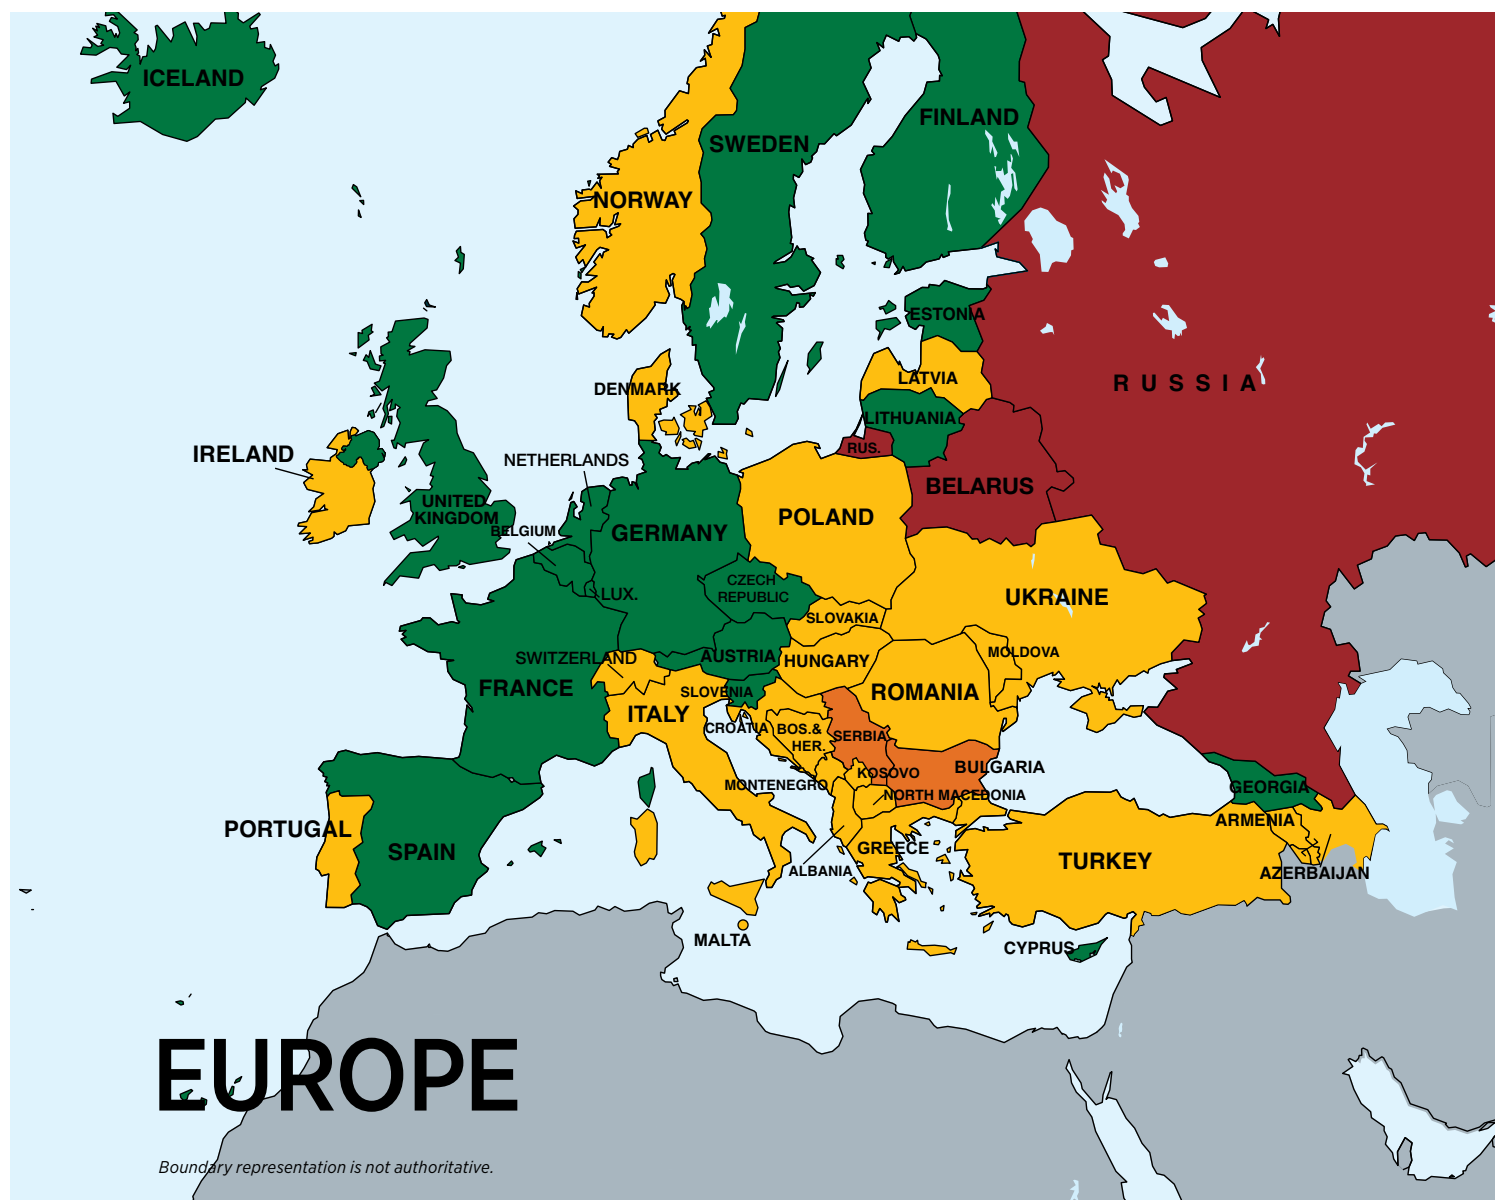 ICELAND
FINLAND
SWEDEN
NORWAY
ESTONIA
LATVIA
DENMARK
RUSSIA
LITHUANIA
RUS.
IRELAND
NETHERLANDS
BELARUS
UNITED
KINGDOM
POLAND
BELGIUM
GERMANY
CZECH
REPUBLIC
LUX.
UKRAINE
SLOVAKIA
MOLDOVA
SWITZERLAND
AUSTRIA
HUNGARY
FRANCE
SLOVENIA
ROMANIA
ITALY
CROATIA
BOS.&
HER.
SERBIA
BULGARIA
KOSOVO
MONTENEGRO
GEORGIA
NORTH MACEDONIA
ARMENIA
PORTUGAL
SPAIN
GREECE
TURKEY
ALBANIA
AZERBAIJAN
MALTA
CYPRUS
EUROPE
Boundary representation is not authoritative.